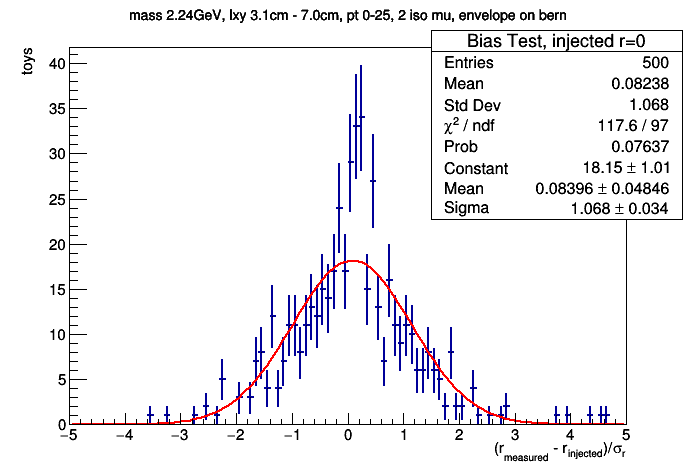 mass 2.24GeV, lxy 3.1cm - 7.0cm, pt 0-25, 2 iso mu, envelope on bern
Bias Test, injected r=0
Entries 500
Mean 0.08238
Std Dev 1.068
χ² / ndf 117.6 / 97
Prob 0.07637
Constant 18.15 ± 1.01
Mean 0.08396 ± 0.04846
Sigma 1.068 ± 0.034
toys
40
35
30
25
20
15
10
5
0
−5 −4 −3 −2 −1 0 1 2 3 4 5
(r_measured - r_injected)/σ_r